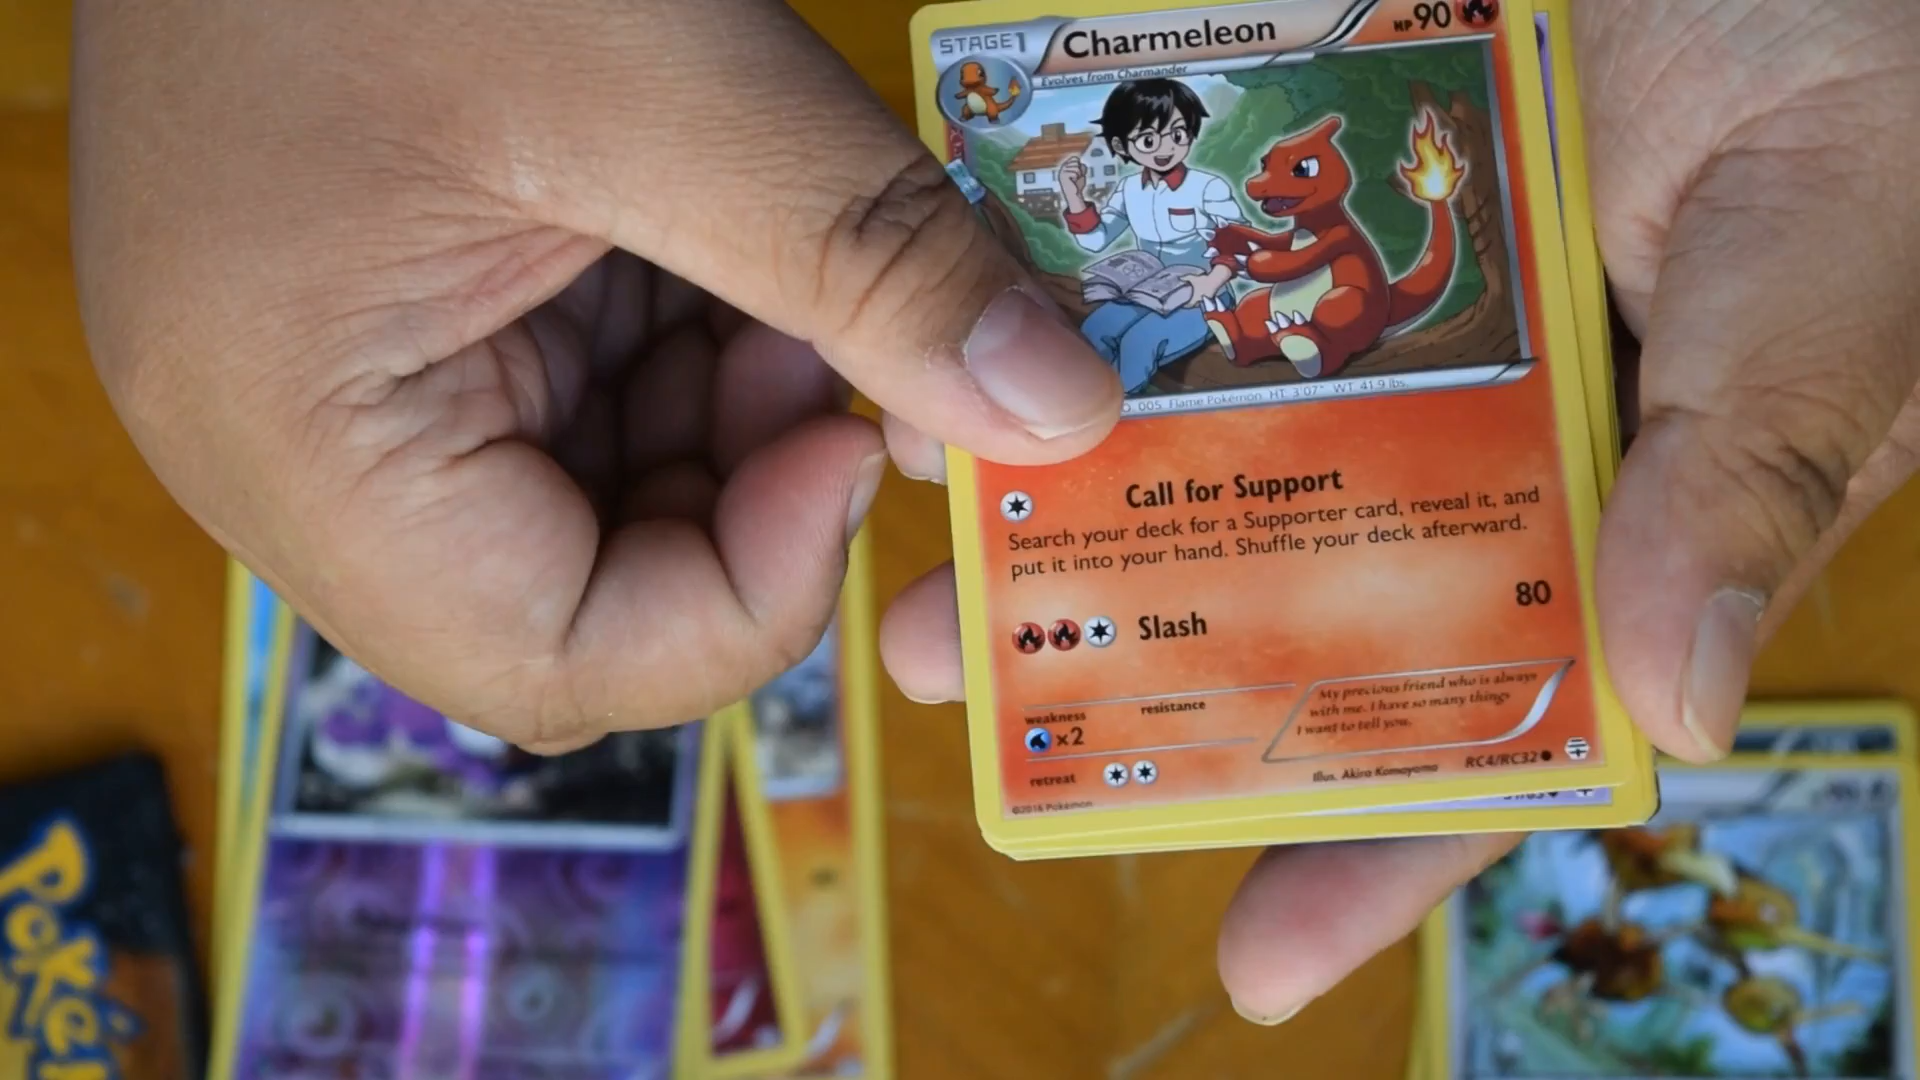 STAGE1 Charmeleon HP90
Evolves from Charmander
005 Flame Pokémon HT: 3'07" WT: 41.9 lbs.
Call for Support
Search your deck for a Supporter card, reveal it, and
put it into your hand. Shuffle your deck afterward.
Slash 80
weakness resistance
x2
retreat
My precious friend who is always
with me. I have so many things
I want to tell you.
Illus. Akira Komayama RC4/RC32
©2016 Pokémon